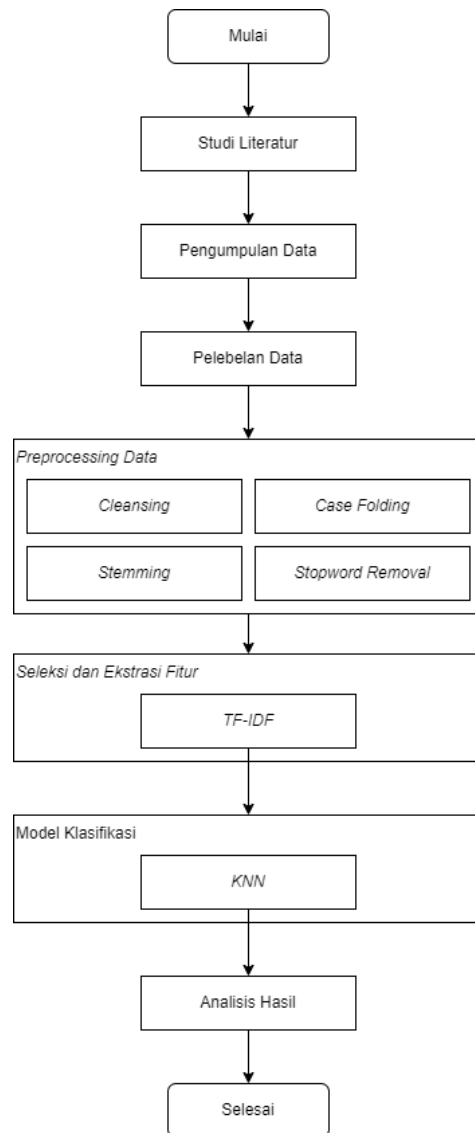 Mulai
Studi Literatur
Pengumpulan Data
Pelebelan Data
Preprocessing Data
Cleansing
Case Folding
Stemming
Stopword Removal
Seleksi dan Ekstrasi Fitur
TF-IDF
Model Klasifikasi
KNN
Analisis Hasil
Selesai